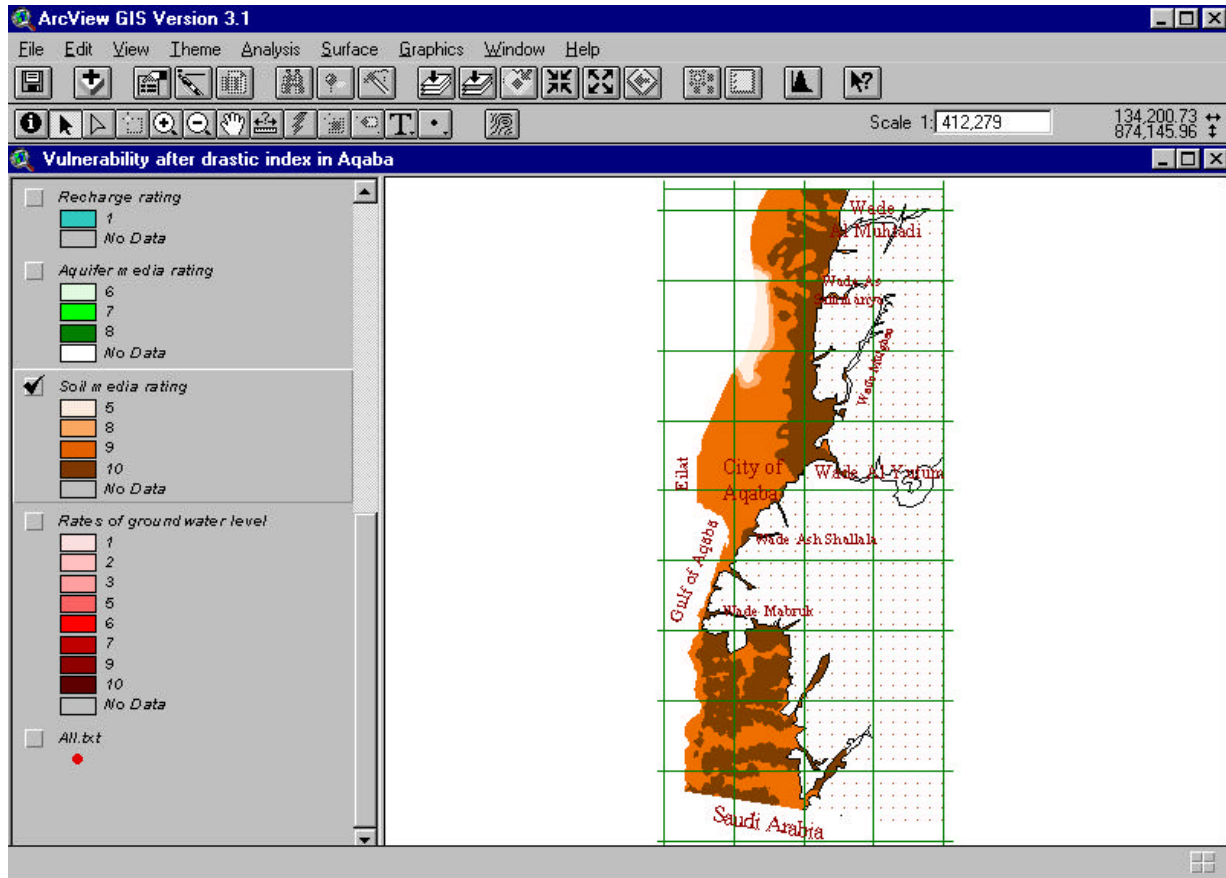 ArcView GIS Version 3.1
File Edit View Theme Analysis Surface Graphics Window Help
Scale 1: 412,279
134,200.73
874,145.96
Vulnerability after drastic index in Aqaba
Recharge rating
1
No Data
Aquifer media rating
6
7
8
No Data
Soil media rating
5
8
9
10
No Data
Rates of ground water level
1
2
3
5
6
7
9
10
No Data
All.txt
Wade
Al Muhtadi
Wade As
Wade
Eilat
City of
Aqaba
Wade Al Yutum
Gulf of Aqaba
Wade Ash Shallala
Wade Mabruk
Saudi Arabia